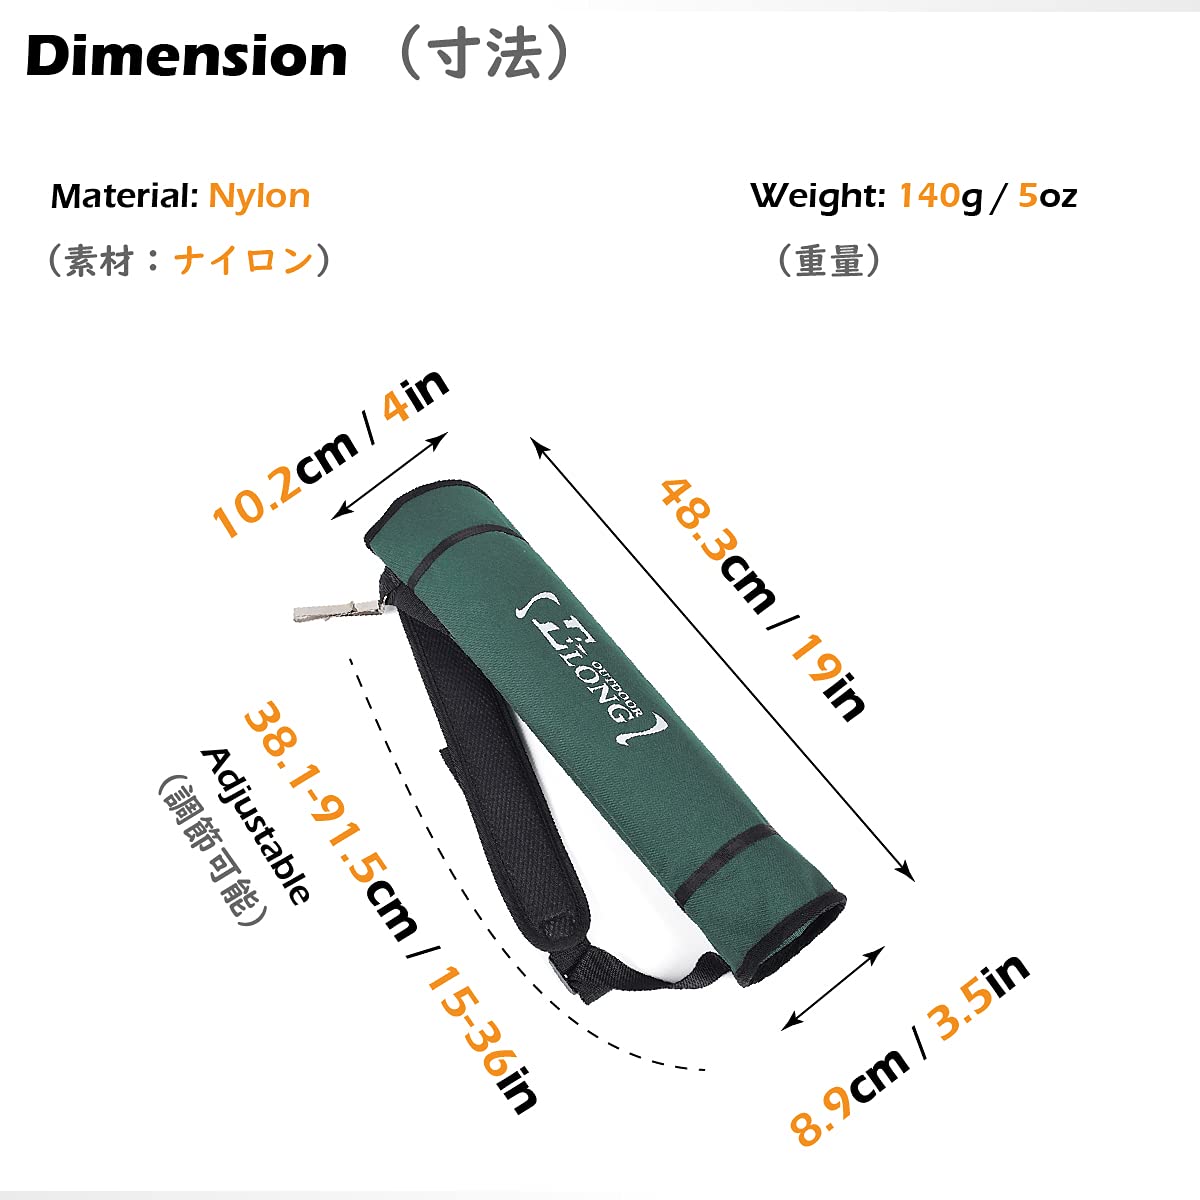 Dimension （寸法）
Material: Nylon
（素材：ナイロン）
Weight: 140g / 5oz
（重量）
10.2cm / 4in
48.3cm / 19in
ELONG
OUTDOOR
38.1-91.5cm / 15-36in
Adjustable
（調節可能）
8.9cm / 3.5in